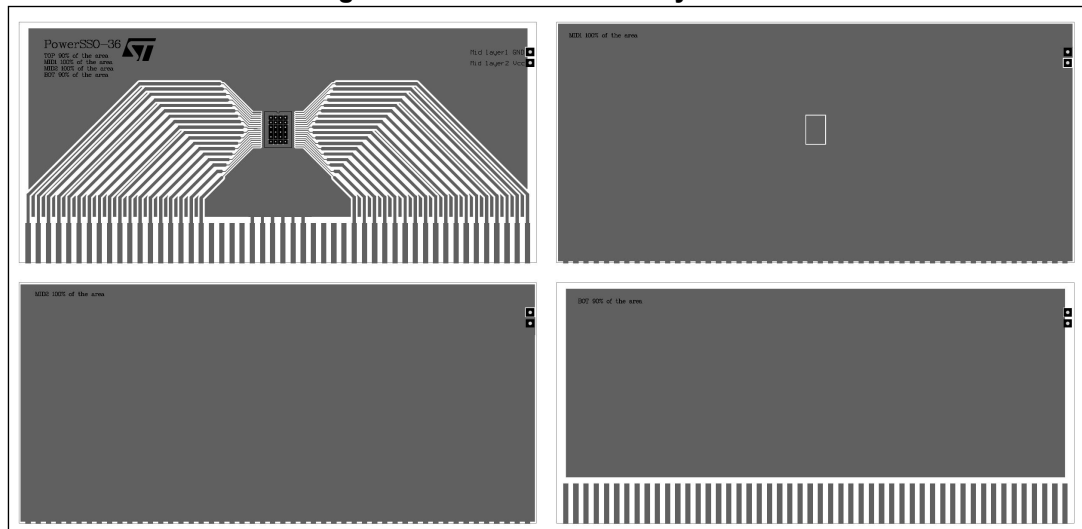 PowerSSO-36
TOP 90% of the area
MID1 100% of the area
MID2 100% of the area
BOT 90% of the area
Mid layer1 GND
Mid layer2 Vcc
MID1 100% of the area
MID2 100% of the area
BOT 90% of the area